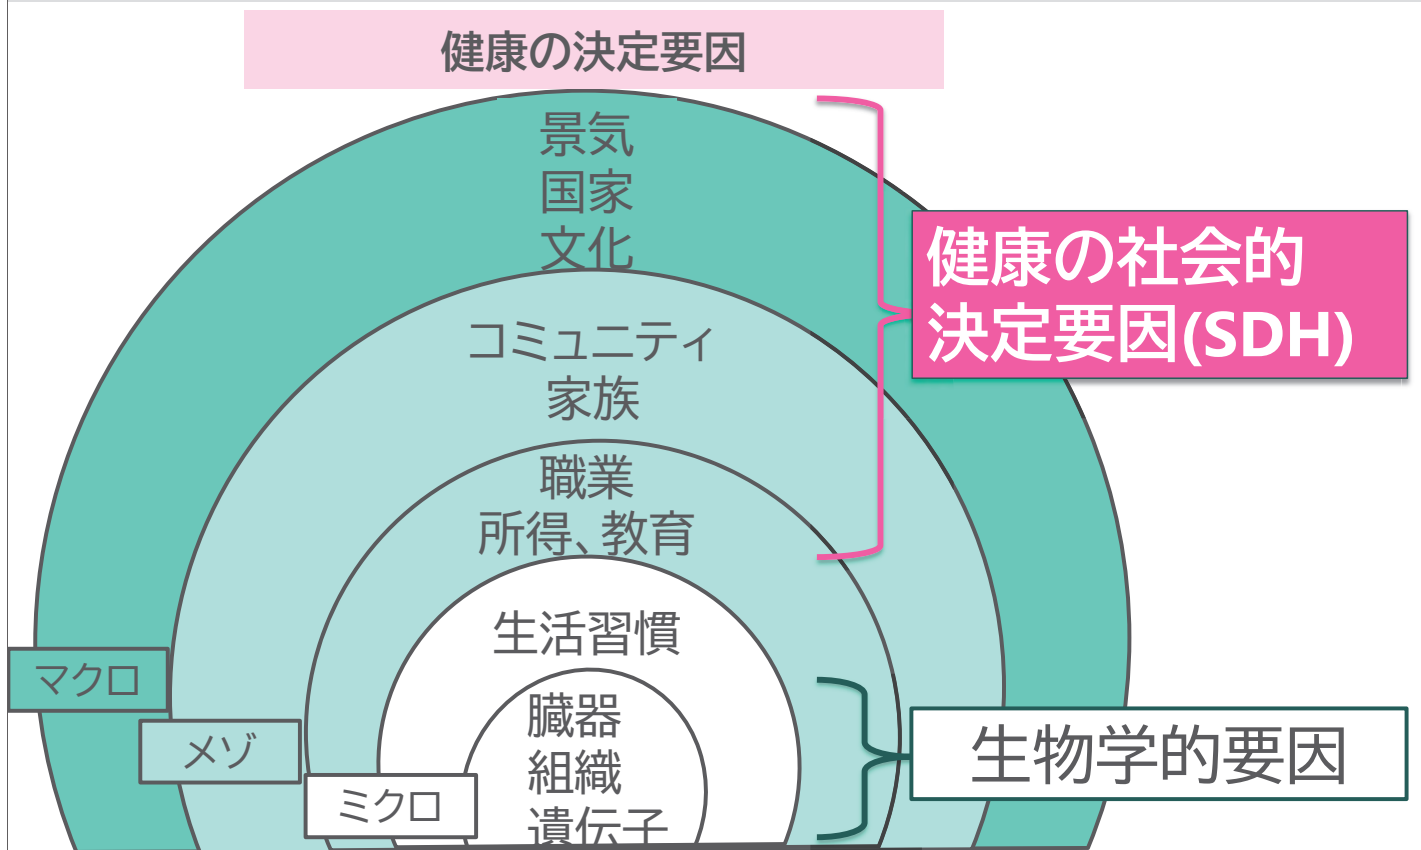 健康の決定要因
景気
国家
文化
健康の社会的
決定要因(SDH)
コミュニティ
家族
職業
所得、教育
生活習慣
マクロ
臓器
メゾ
生物学的要因
組織
ミクロ
遺伝子